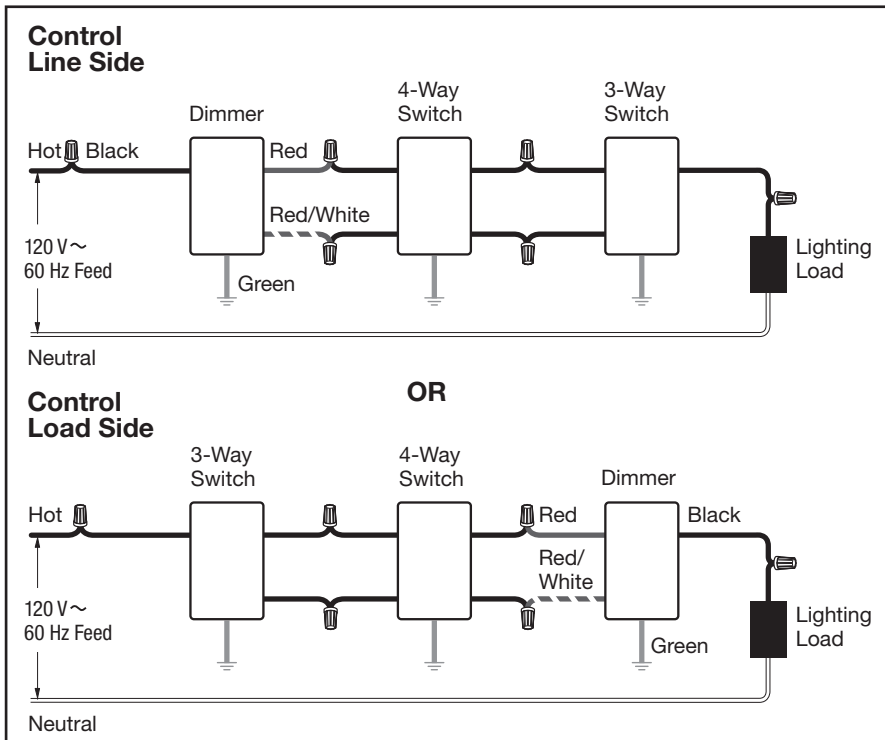 Control
Line Side
Dimmer
4-Way
Switch
3-Way
Switch
Hot
Black
Red
Red/White
120 V~
60 Hz Feed
Green
Lighting
Load
Neutral
OR
Control
Load Side
3-Way
Switch
4-Way
Switch
Dimmer
Hot
Red
Black
Red/
White
120 V~
60 Hz Feed
Green
Lighting
Load
Neutral